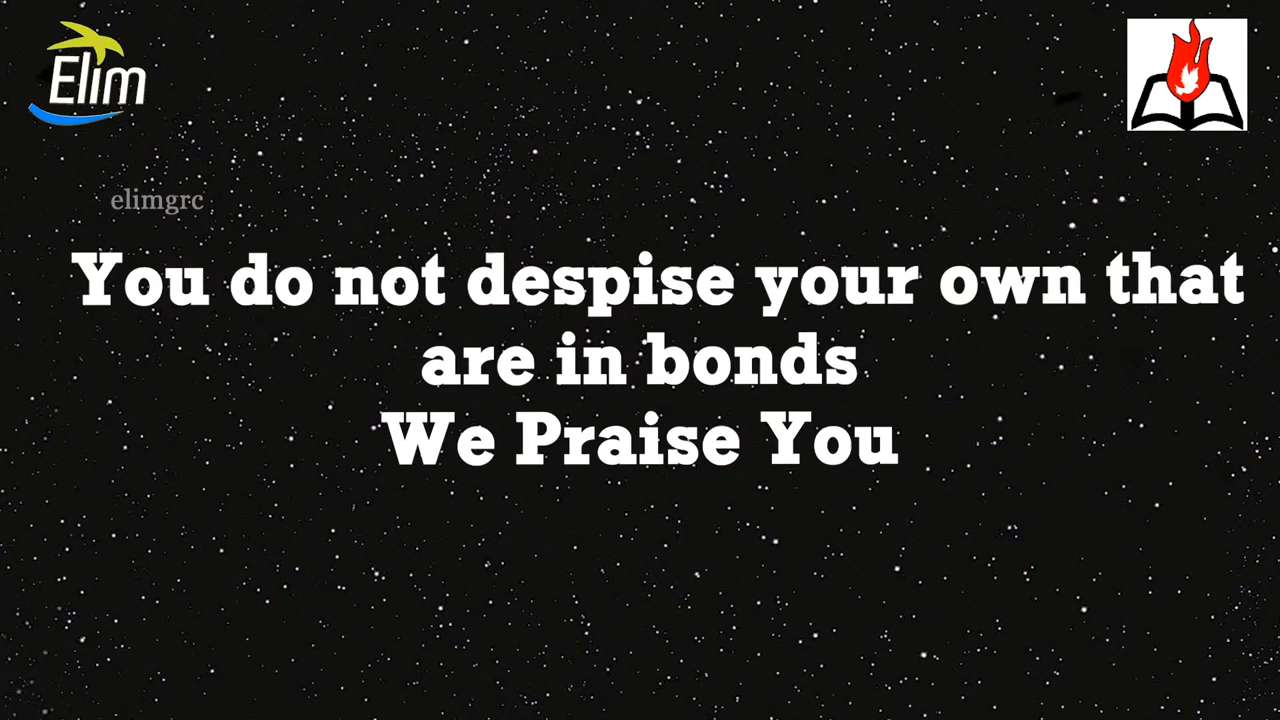 Elim
elimgrc
You do not despise your own that
are in bonds
We Praise You